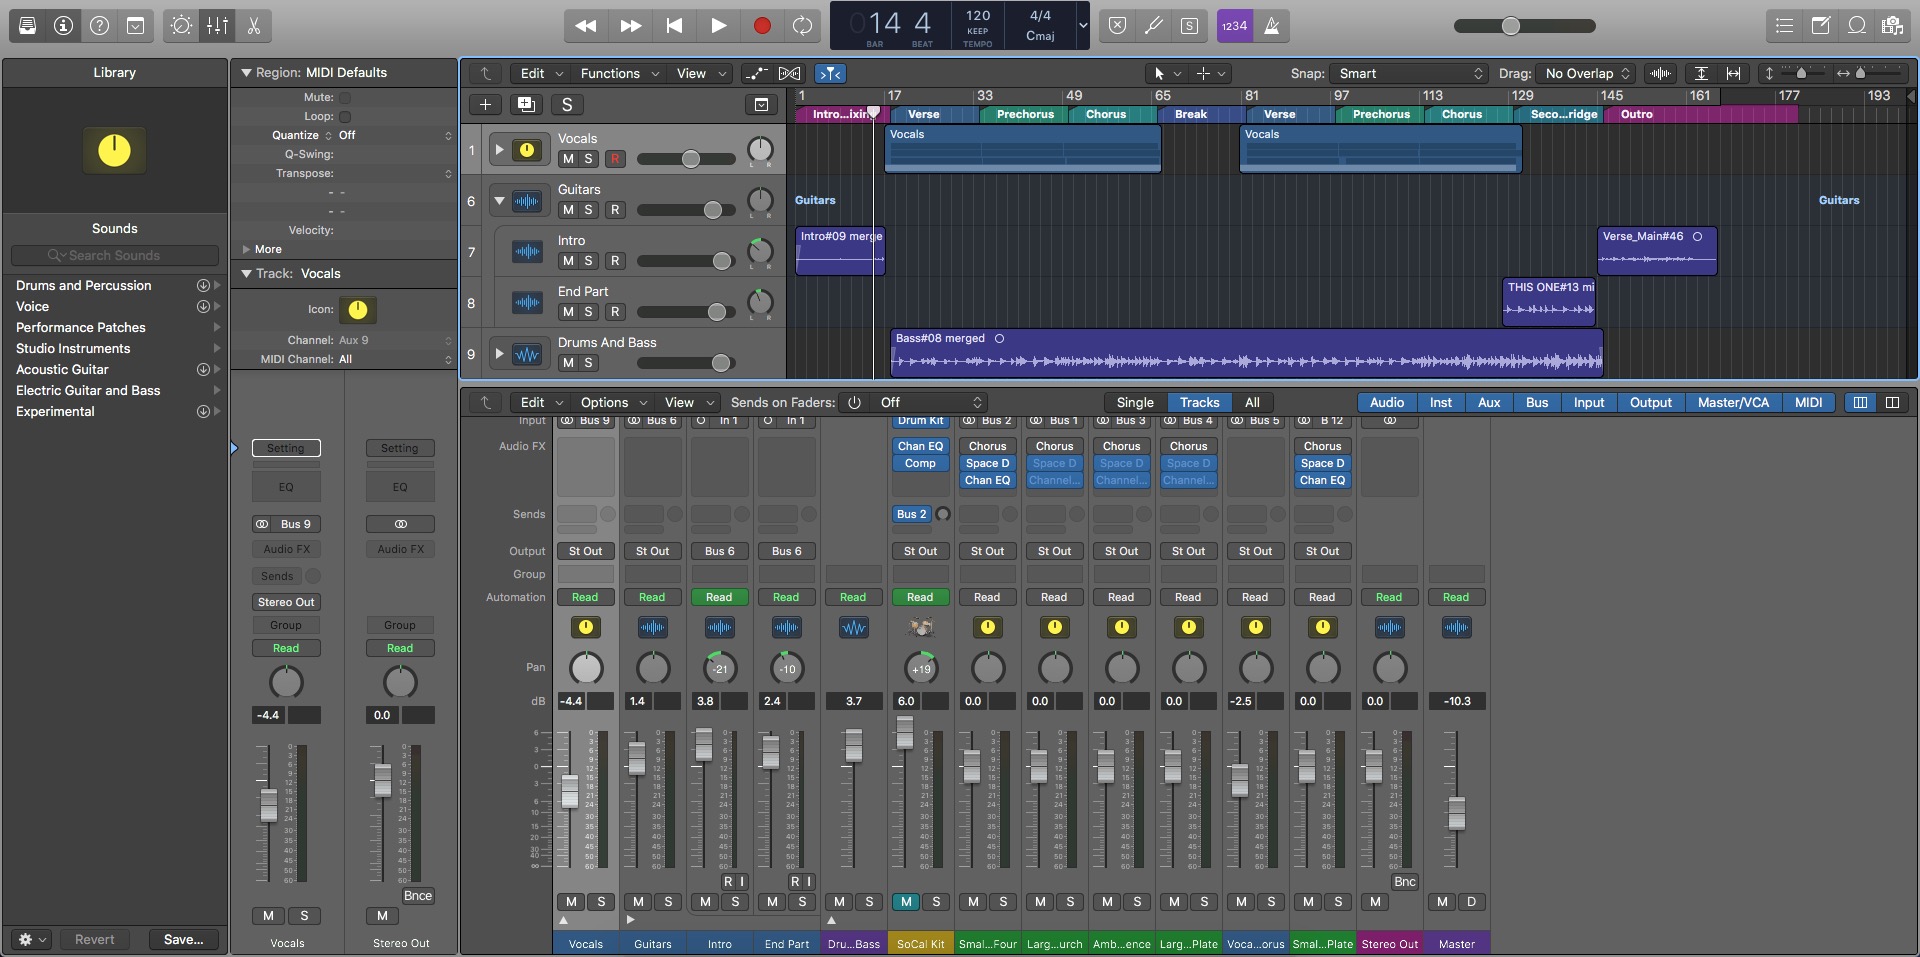 14 4
BAR BEAT
120
KEEP
TEMPO
4/4
Cmaj
S
1234
Library
Sounds
Search Sounds
Drums and Percussion
Voice
Performance Patches
Studio Instruments
Acoustic Guitar
Electric Guitar and Bass
Experimental
Revert Save...
Region: MIDI Defaults
Mute:
Loop:
Quantize Off
Q-Swing:
Transpose:
- -
- -
Velocity:
More
Track: Vocals
Icon:
Channel: Aux 9
MIDI Channel: All
Setting Setting
EQ EQ
Bus 9
Audio FX Audio FX
Sends
Stereo Out
Group Group
Read Read
-4.4 0.0
Bnce
M S M
Vocals Stereo Out
Edit Functions View
Snap: Smart Drag: No Overlap
S
1 17 33 49 65 81 97 113 129 145 161 177 193
Intro...ixin Verse Prechorus Chorus Break Verse Prechorus Chorus Seco...ridge Outro
1 Vocals
M S R
L R
Vocals Vocals
6 Guitars
M S R
L R
Guitars Guitars
7 Intro
M S R
L R
Intro#09 merge Verse_Main#46
8 End Part
M S R
L R
THIS ONE#13 mi
9 Drums And Bass
M S
Bass#08 merged
Edit Options View Sends on Faders: Off
Single Tracks All
Audio Inst Aux Bus Input Output Master/VCA MIDI
Input Bus 9 Bus 6 In 1 In 1 Drum Kit Bus 2 Bus 1 Bus 3 Bus 4 Bus 5 B 12
Audio FX Chan EQ Chorus Chorus Chorus Chorus Chorus
Comp Space D Space D Space D Space D Space D
Chan EQ Channel... Channel... Channel... Chan EQ
Sends Bus 2
Output St Out St Out Bus 6 Bus 6 St Out St Out St Out St Out St Out St Out St Out
Group
Automation Read Read Read Read Read Read Read Read Read Read Read Read Read Read
Pan -21 -10 +19
dB -4.4 1.4 3.8 2.4 3.7 6.0 0.0 0.0 0.0 0.0 -2.5 0.0 0.0 -10.3
R I R I Bnc
M S M S M S M S M S M S M S M S M S M S M S M S M M D
Vocals Guitars Intro End Part Dru...Bass SoCal Kit Smal...Four Larg...urch Amb...ence Larg...Plate Voca...orus Smal...Plate Stereo Out Master